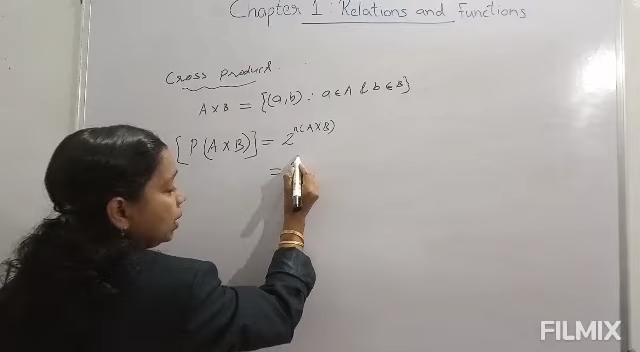 Chapter 1 : Relations and Functions
Cross Product.
A × B = {(a, b) : a ∈ A & b ∈ B}
[P(A × B)] = 2^{n(A × B)}
=
FILMIX